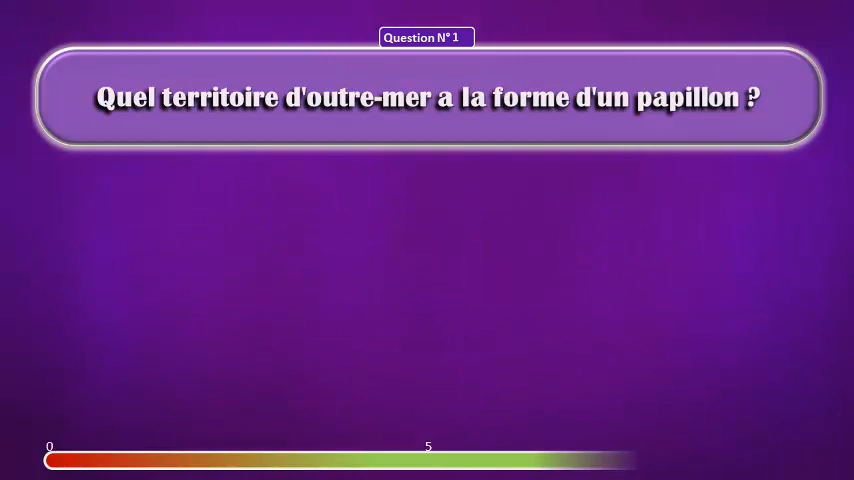 Question N° 1
Quel territoire d'outre-mer a la forme d'un papillon ?
0 5